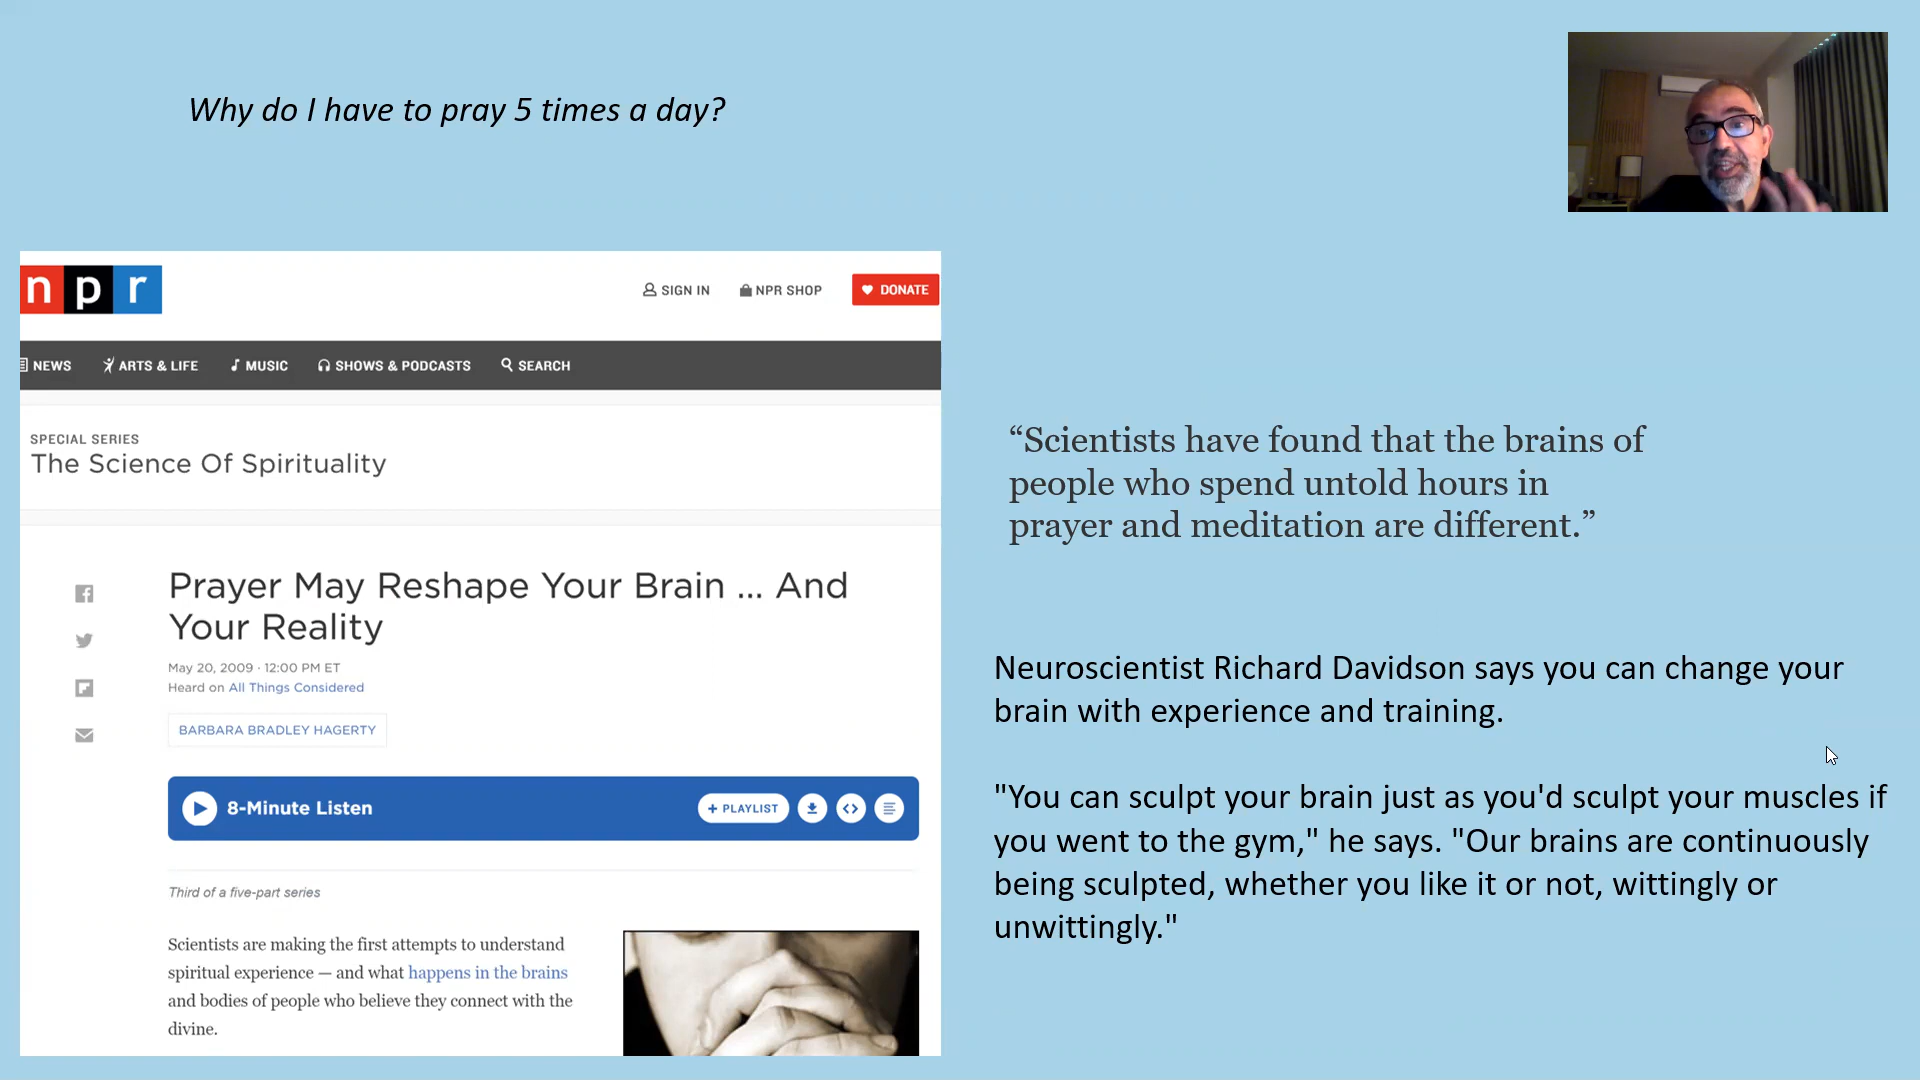 Why do I have to pray 5 times a day?
npr
SIGN IN
NPR SHOP
DONATE
NEWS
ARTS & LIFE
MUSIC
SHOWS & PODCASTS
SEARCH
SPECIAL SERIES
The Science Of Spirituality
Prayer May Reshape Your Brain ... And
Your Reality
May 20, 2009 · 12:00 PM ET
Heard on All Things Considered
BARBARA BRADLEY HAGERTY
8-Minute Listen
+ PLAYLIST
Third of a five-part series
Scientists are making the first attempts to understand
spiritual experience — and what happens in the brains
and bodies of people who believe they connect with the
divine.
“Scientists have found that the brains of
people who spend untold hours in
prayer and meditation are different.”
Neuroscientist Richard Davidson says you can change your
brain with experience and training.
"You can sculpt your brain just as you'd sculpt your muscles if
you went to the gym," he says. "Our brains are continuously
being sculpted, whether you like it or not, wittingly or
unwittingly."